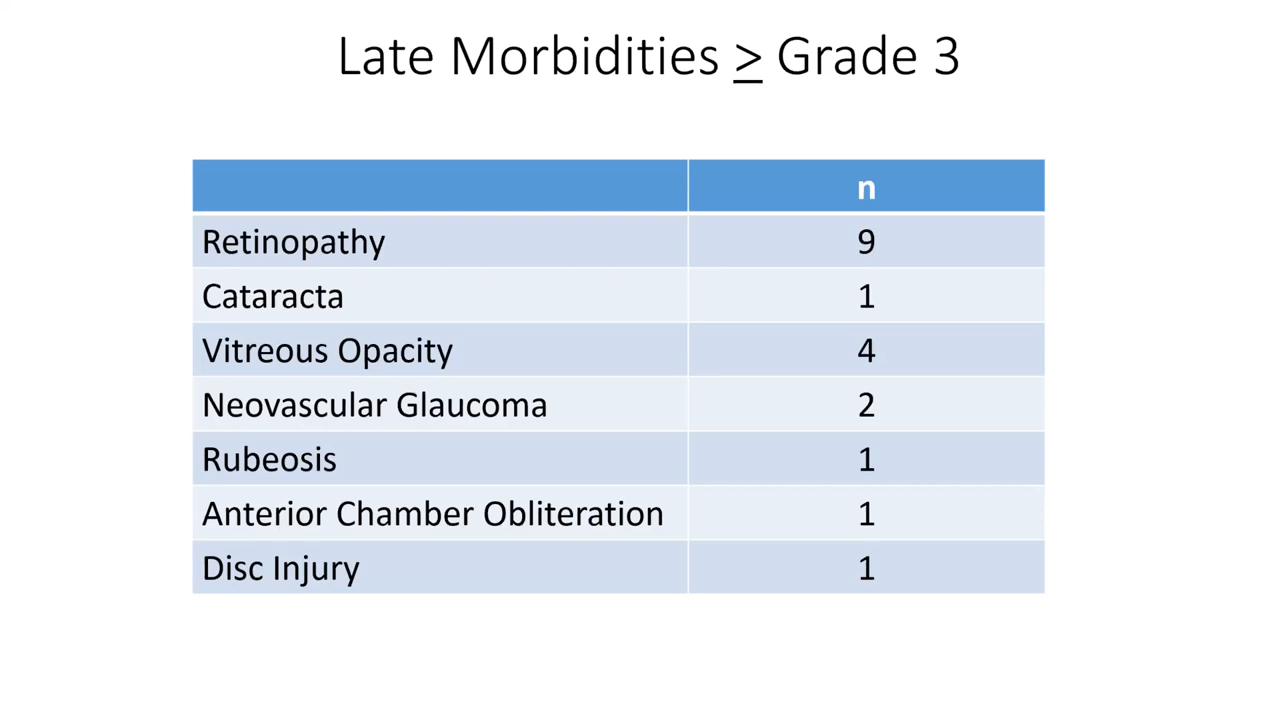 Late Morbidities ≥ Grade 3
n
Retinopathy 9
Cataracta 1
Vitreous Opacity 4
Neovascular Glaucoma 2
Rubeosis 1
Anterior Chamber Obliteration 1
Disc Injury 1